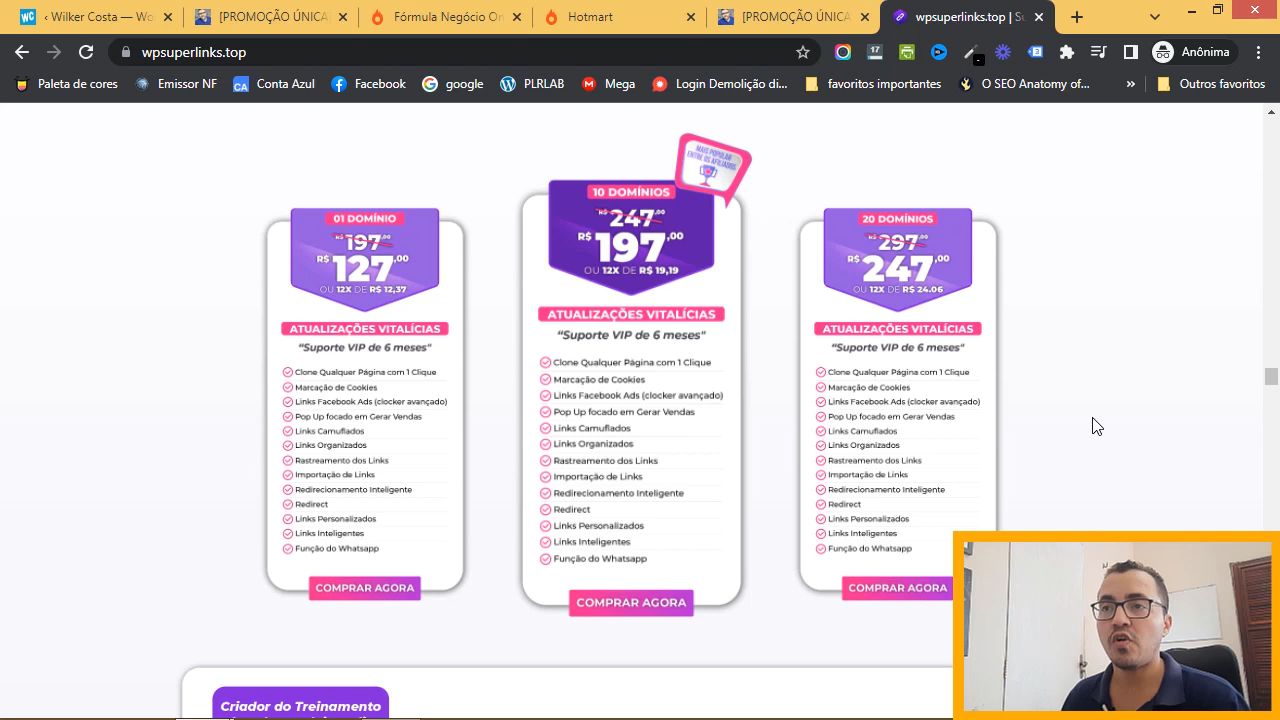 ‹ Wilker Costa — Wo
[PROMOÇÃO ÚNICA
Fórmula Negócio On
Hotmart
[PROMOÇÃO ÚNICA
wpsuperlinks.top | Su
wpsuperlinks.top
17
Anônima
Paleta de cores
Emissor NF
CA Conta Azul
Facebook
google
PLRLAB
Mega
Login Demolição di...
favoritos importantes
O SEO Anatomy of...
»
Outros favoritos
01 DOMÍNIO
R$ 197,00
R$ 127,00
OU 12X DE R$ 12,37
ATUALIZAÇÕES VITALÍCIAS
“Suporte VIP de 6 meses"
Clone Qualquer Página com 1 Clique
Marcação de Cookies
Links Facebook Ads (clocker avançado)
Pop Up focado em Gerar Vendas
Links Camuflados
Links Organizados
Rastreamento dos Links
Importação de Links
Redirecionamento Inteligente
Redirect
Links Personalizados
Links Inteligentes
Função do Whatsapp
COMPRAR AGORA
MAIS POPULAR
ENTRE OS AFILIADOS
10 DOMÍNIOS
R$ 247,00
R$ 197,00
OU 12X DE R$ 19,19
ATUALIZAÇÕES VITALÍCIAS
“Suporte VIP de 6 meses"
Clone Qualquer Página com 1 Clique
Marcação de Cookies
Links Facebook Ads (clocker avançado)
Pop Up focado em Gerar Vendas
Links Camuflados
Links Organizados
Rastreamento dos Links
Importação de Links
Redirecionamento Inteligente
Redirect
Links Personalizados
Links Inteligentes
Função do Whatsapp
COMPRAR AGORA
20 DOMÍNIOS
R$ 297,00
R$ 247,00
OU 12X DE R$ 24.06
ATUALIZAÇÕES VITALÍCIAS
“Suporte VIP de 6 meses"
Clone Qualquer Página com 1 Clique
Marcação de Cookies
Links Facebook Ads (clocker avançado)
Pop Up focado em Gerar Vendas
Links Camuflados
Links Organizados
Rastreamento dos Links
Importação de Links
Redirecionamento Inteligente
Redirect
Links Personalizados
Links Inteligentes
Função do Whatsapp
COMPRAR AGORA
Criador do Treinamento